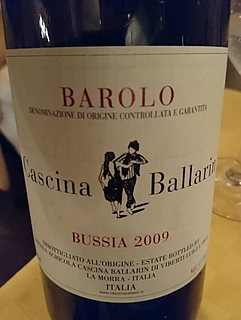 BAROLO
DENOMINAZIONE DI ORIGINE CONTROLLATA E GARANTITA
Cascina Ballarin
BUSSIA 2009
IMBOTTIGLIATO ALL'ORIGINE - ESTATE BOTTLED BY
AGRICOLA CASCINA BALLARIN DI VIBERTI LUIGI
LA MORRA - ITALIA
ITALIA